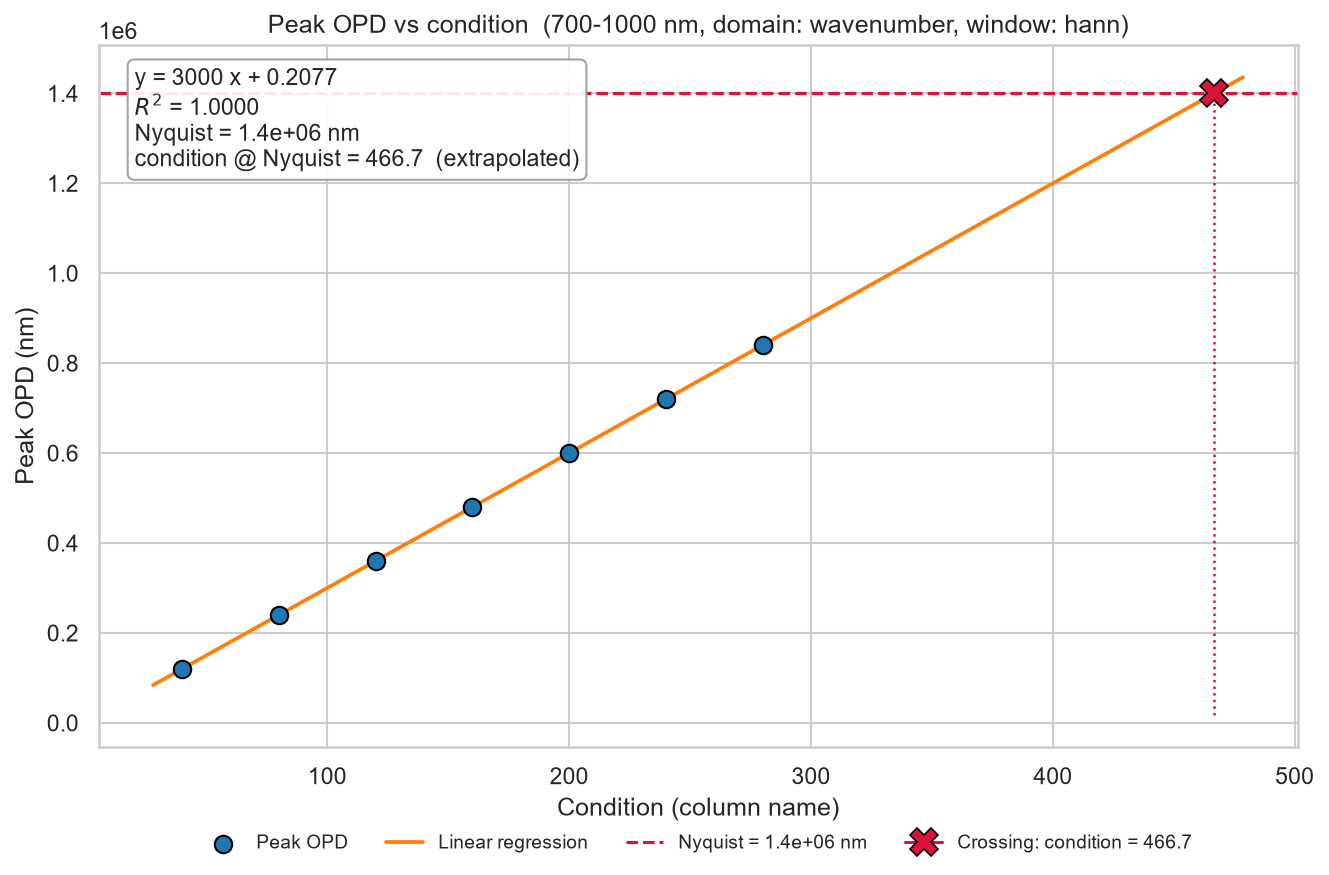 Peak OPD vs condition  (700-1000 nm, domain: wavenumber, window: hann)
1e6
y = 3000 x + 0.2077
R² = 1.0000
Nyquist = 1.4e+06 nm
condition @ Nyquist = 466.7  (extrapolated)
1.4
1.2
1.0
0.8
0.6
0.4
0.2
0.0
Peak OPD (nm)
100 200 300 400 500
Condition (column name)
Peak OPD Linear regression Nyquist = 1.4e+06 nm Crossing: condition = 466.7